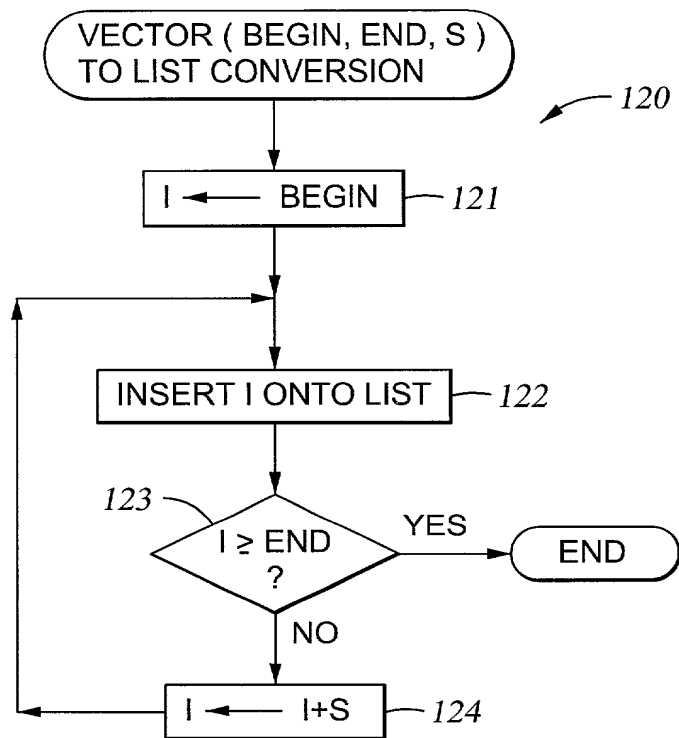 VECTOR ( BEGIN, END, S )
TO LIST CONVERSION
120
I ← BEGIN
121
INSERT I ONTO LIST
122
123
I ≥ END
?
YES
END
NO
I ← I+S
124